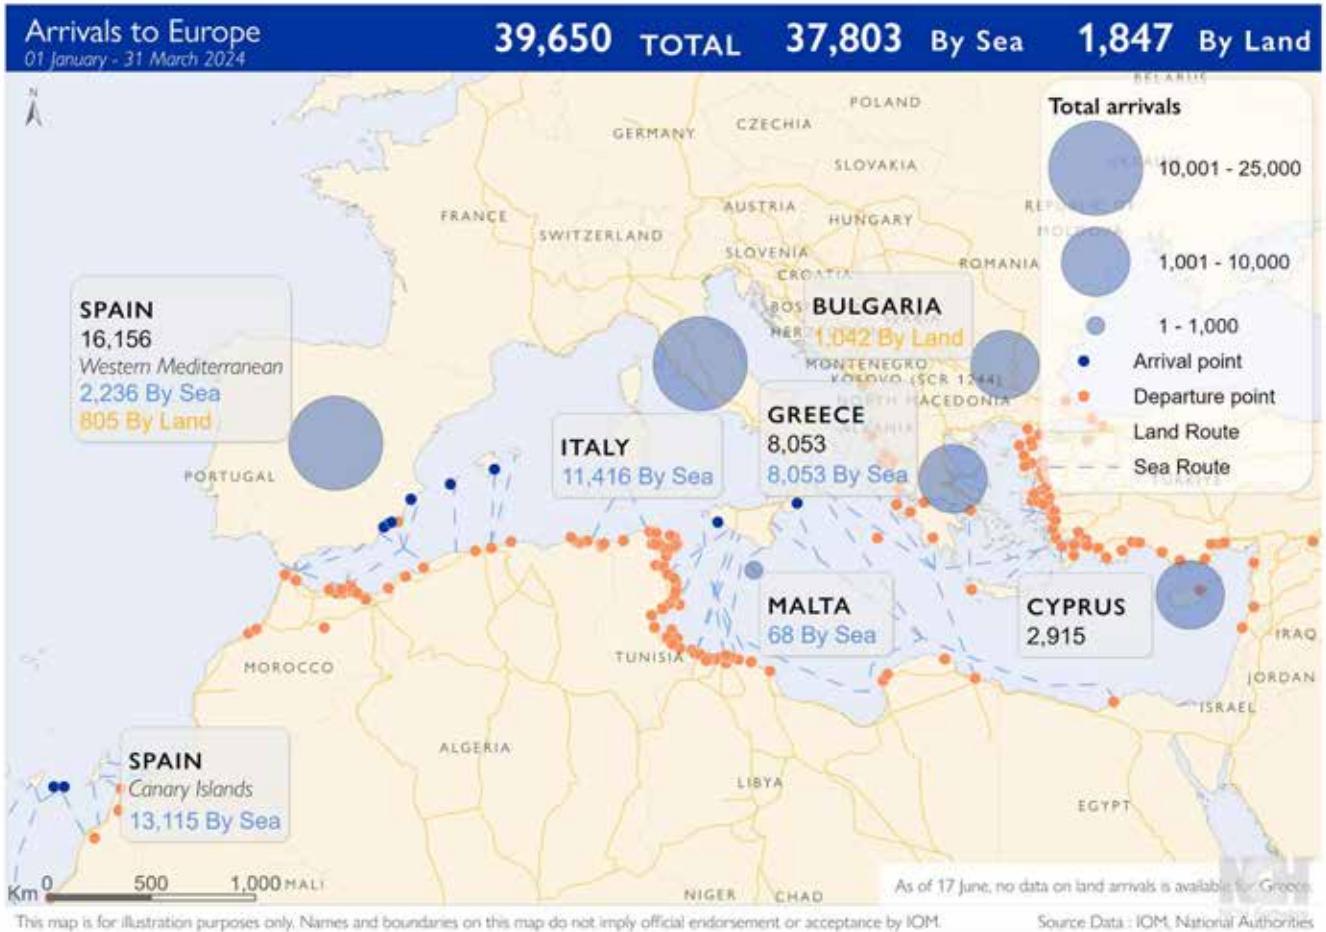 Arrivals to Europe
01 January - 31 March 2024
39,650 TOTAL 37,803 By Sea 1,847 By Land
N
BELARUS
POLAND
CZECHIA
GERMANY
SLOVAKIA
Total arrivals
10,001 - 25,000
AUSTRIA
HUNGARY
FRANCE
SWITZERLAND
SLOVENIA
ROMANIA
CROATIA
1,001 - 10,000
1 - 1,000
Arrival point
Departure point
Land Route
Sea Route
SPAIN
16,156
Western Mediterranean
2,236 By Sea
805 By Land
PORTUGAL
BULGARIA
1,042 By Land
MONTENEGRO
KOSOVO (SCR 1244)
NORTH MACEDONIA
ITALY
11,416 By Sea
GREECE
8,053
8,053 By Sea
MALTA
68 By Sea
CYPRUS
2,915
IRAQ
JORDAN
ISRAEL
MOROCCO
TUNISIA
ALGERIA
LIBYA
EGYPT
SPAIN
Canary Islands
13,115 By Sea
Km 0 500 1,000
MALI
NIGER
CHAD
As of 17 June, no data on land arrivals is available for Greece.
This map is for illustration purposes only. Names and boundaries on this map do not imply official endorsement or acceptance by IOM.
Source Data : IOM, National Authorities